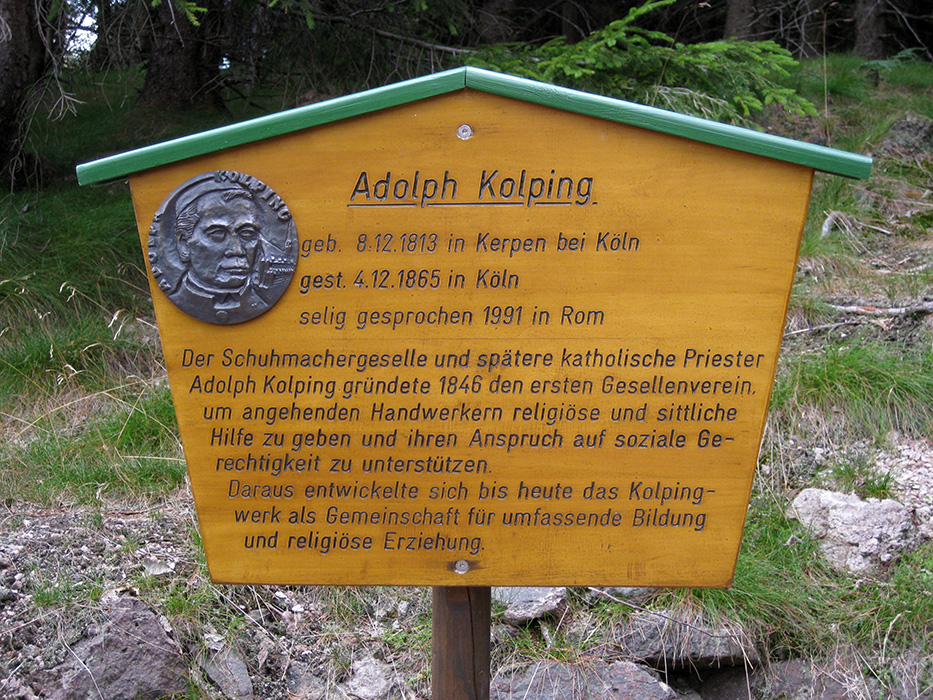 Adolph Kolping
ADOLF KOLPING
geb. 8.12.1813 in Kerpen bei Köln
gest. 4.12.1865 in Köln
selig gesprochen 1991 in Rom
Der Schuhmachergeselle und spätere katholische Priester
Adolph Kolping gründete 1846 den ersten Gesellenverein,
um angehenden Handwerkern religiöse und sittliche
Hilfe zu geben und ihren Anspruch auf soziale Ge-
rechtigkeit zu unterstützen.
Daraus entwickelte sich bis heute das Kolping-
werk als Gemeinschaft für umfassende Bildung
und religiöse Erziehung.